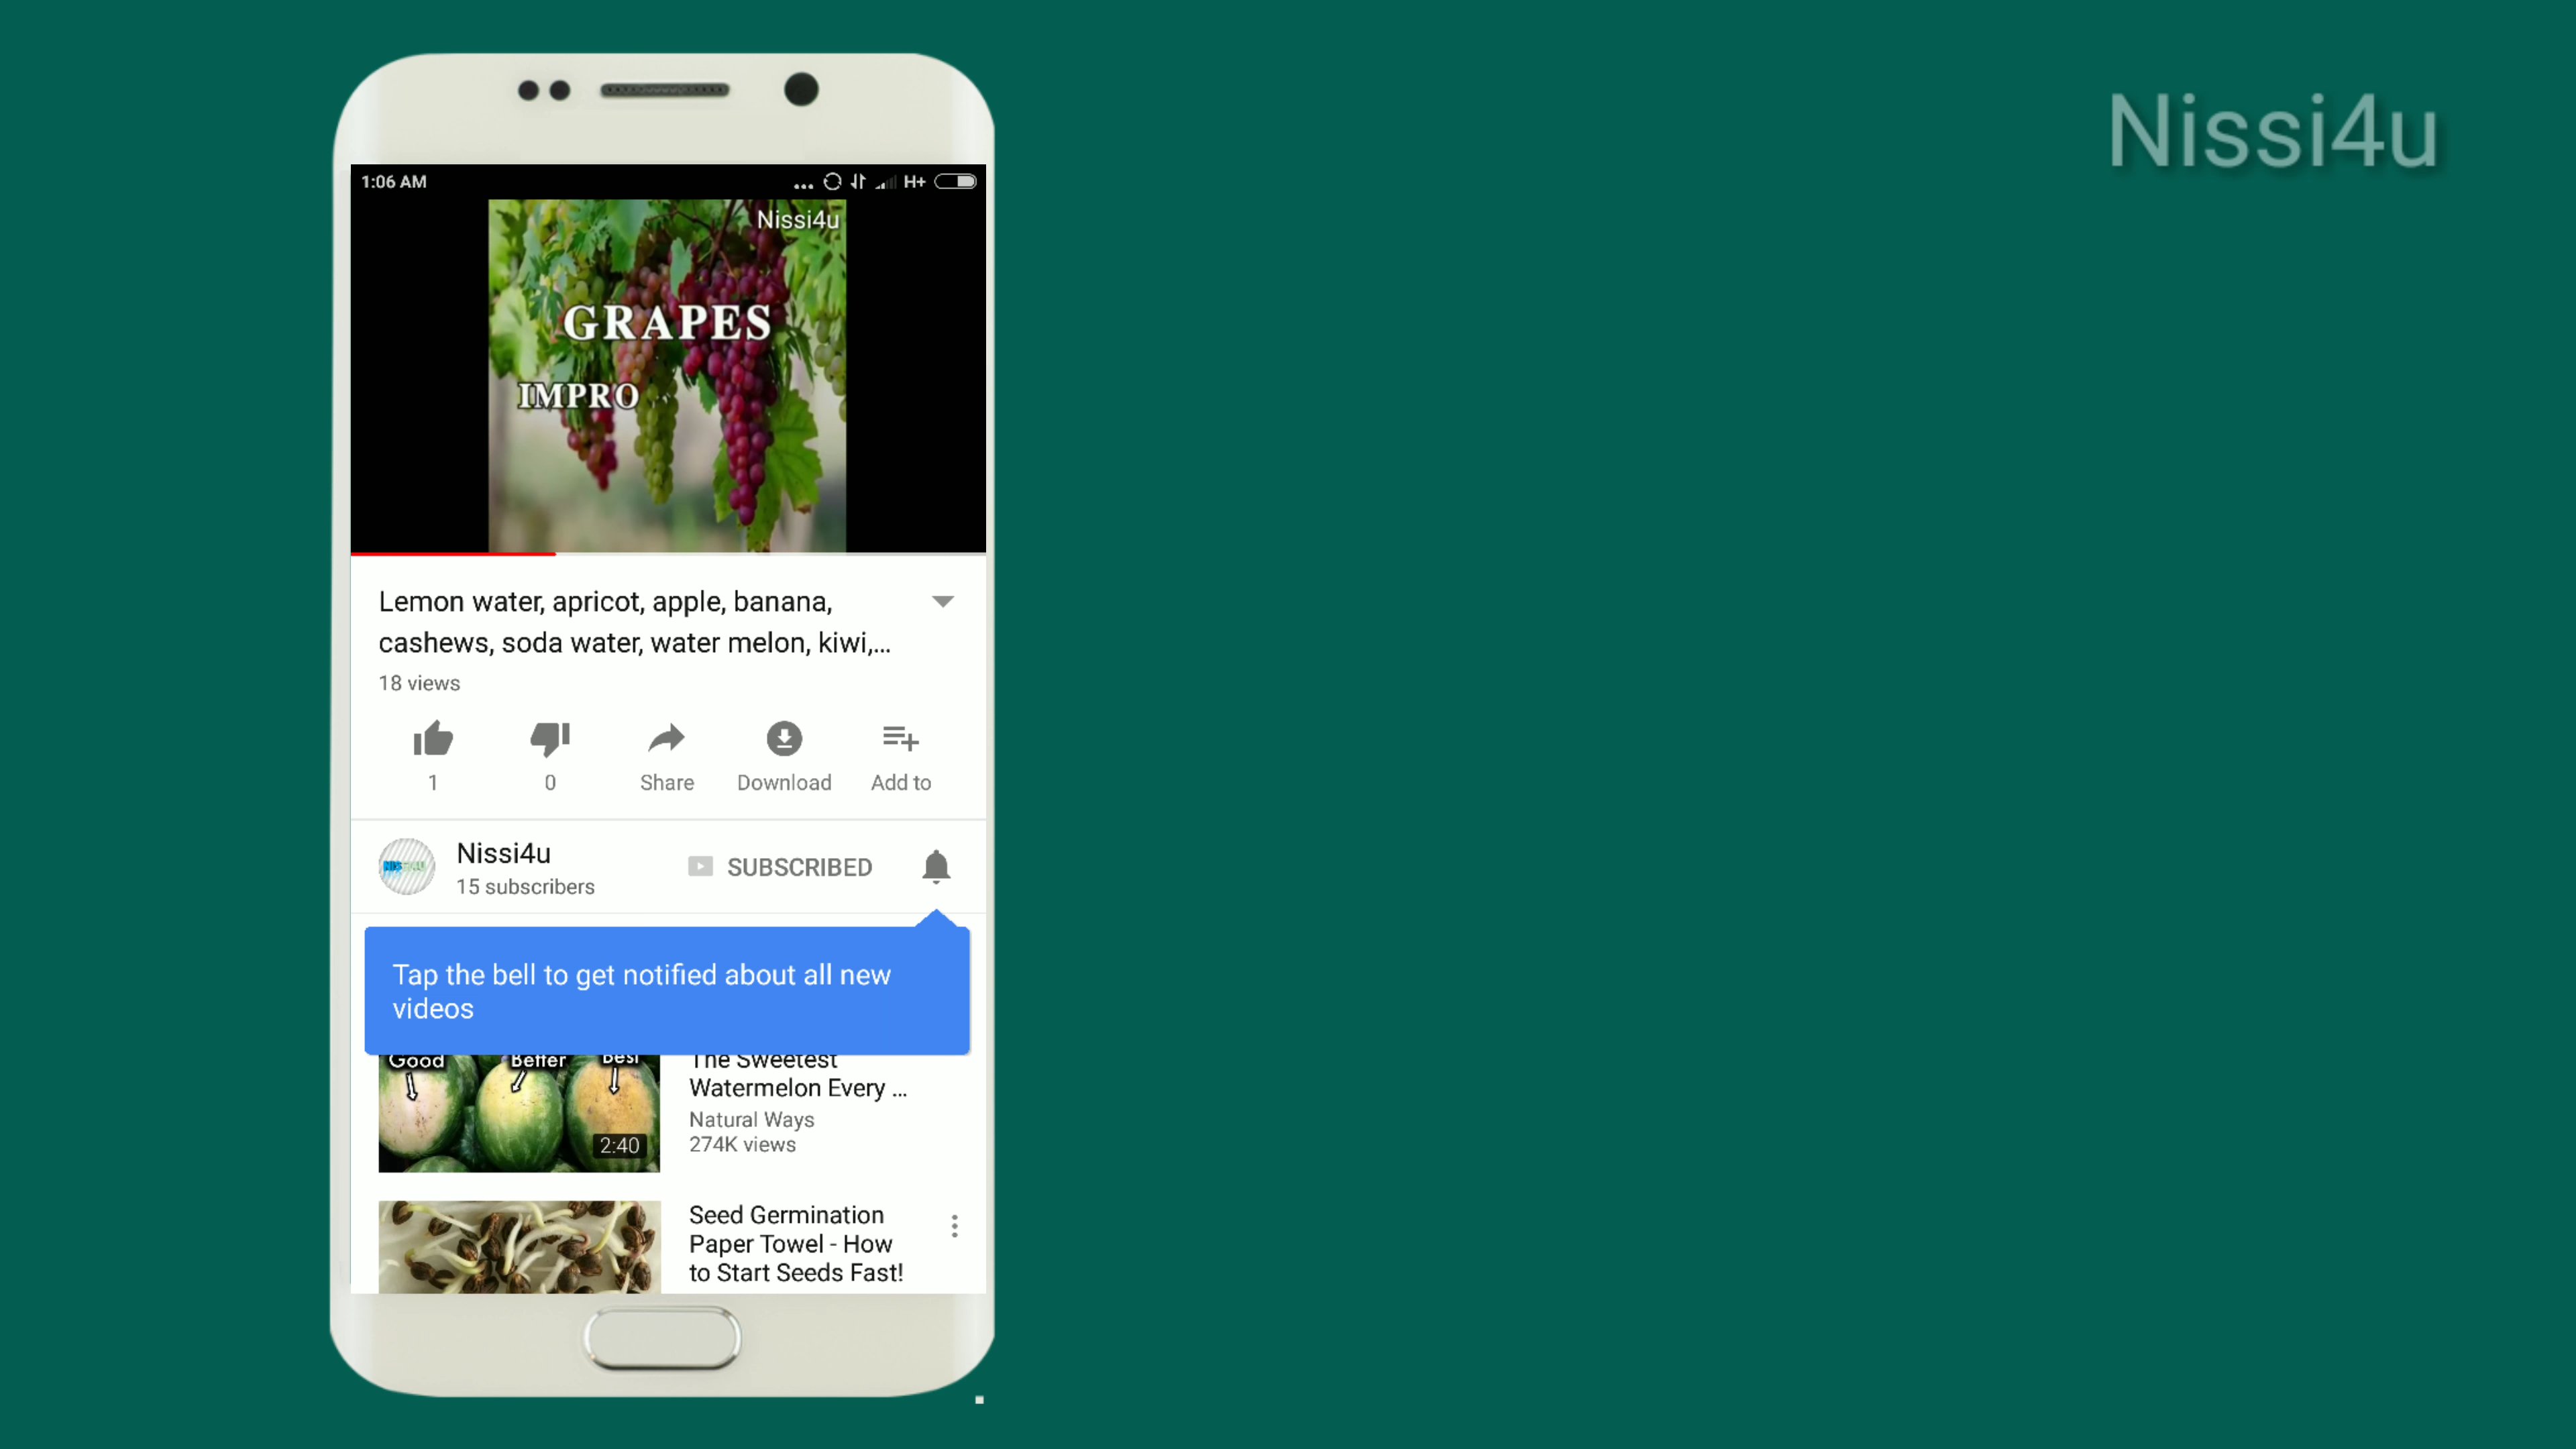 Nissi4u
1:06 AM
H+
Nissi4u
GRAPES
IMPRO
Lemon water, apricot, apple, banana,
cashews, soda water, water melon, kiwi,...
18 views
1
0
Share
Download
Add to
Nissi4u
15 subscribers
SUBSCRIBED
Tap the bell to get notified about all new
videos
Good
Better
Best
2:40
The Sweetest
Watermelon Every ...
Natural Ways
274K views
Seed Germination
Paper Towel - How
to Start Seeds Fast!